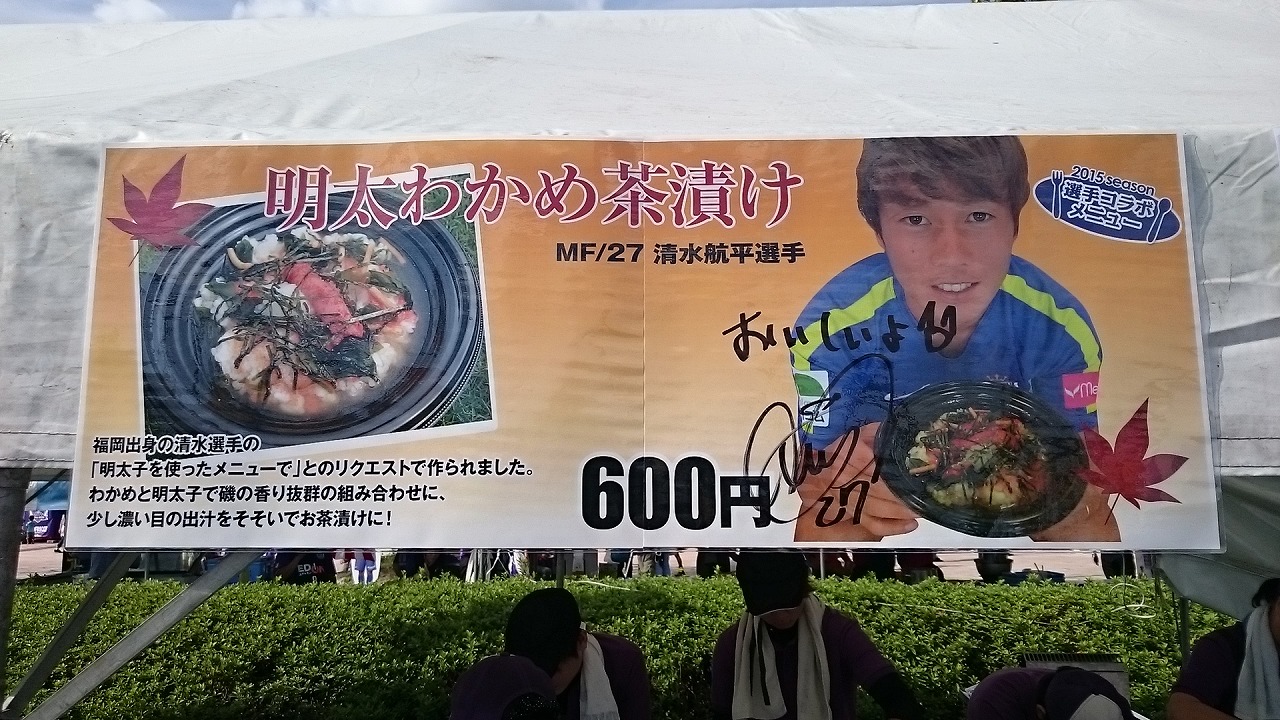 明太わかめ茶漬け
MF/27 清水航平選手
2015 season
選手コラボ
メニュー
おいしいよ
福岡出身の清水選手の
「明太子を使ったメニューで」とのリクエストで作られました。
わかめと明太子で磯の香り抜群の組み合わせに、
少し濃い目の出汁をそそいでお茶漬けに！
600円
27